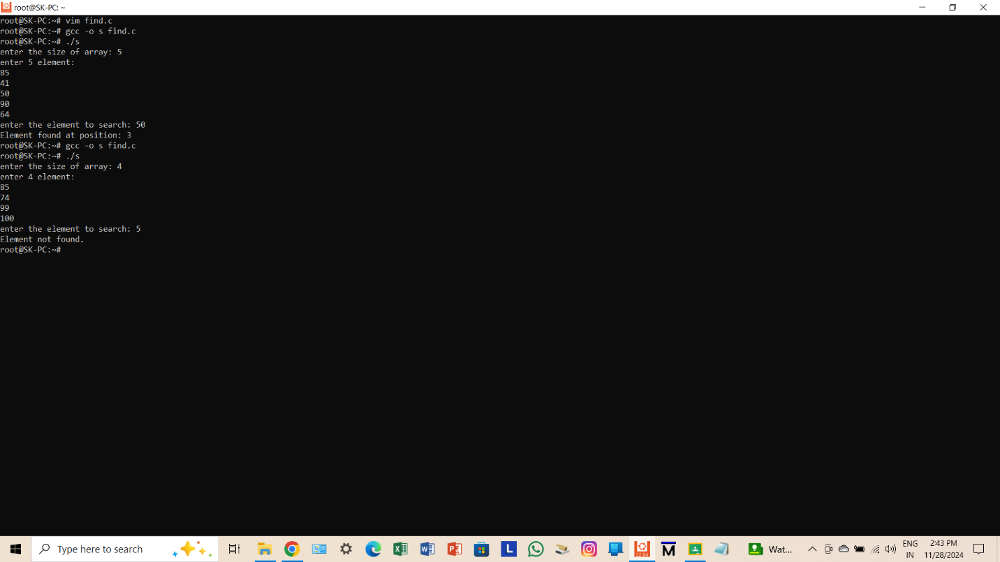 root@SK-PC: ~
root@SK-PC:~# vim find.c
root@SK-PC:~# gcc -o s find.c
root@SK-PC:~# ./s
enter the size of array: 5
enter 5 element:
85
41
50
90
64
enter the element to search: 50
Element found at position: 3
root@SK-PC:~# gcc -o s find.c
root@SK-PC:~# ./s
enter the size of array: 4
enter 4 element:
85
74
99
100
enter the element to search: 5
Element not found.
root@SK-PC:~#
Type here to search
L
22.04
M
Wat...
ENG
IN
2:43 PM
11/28/2024